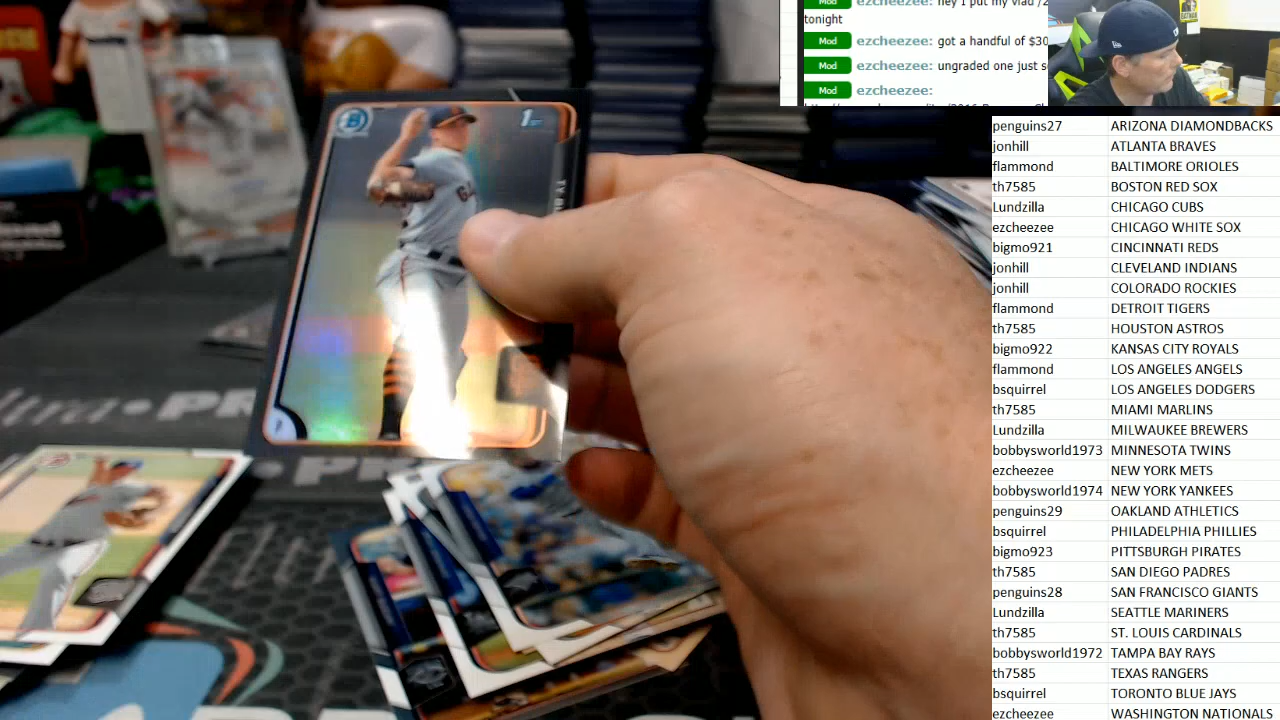 Mod ezcheezee: hey I put my vlad /2
tonight
Mod ezcheezee: got a handful of $30
Mod ezcheezee: ungraded one just s
Mod ezcheezee:
penguins27 ARIZONA DIAMONDBACKS
jonhill ATLANTA BRAVES
flammond BALTIMORE ORIOLES
th7585 BOSTON RED SOX
Lundzilla CHICAGO CUBS
ezcheezee CHICAGO WHITE SOX
bigmo921 CINCINNATI REDS
jonhill CLEVELAND INDIANS
jonhill COLORADO ROCKIES
flammond DETROIT TIGERS
th7585 HOUSTON ASTROS
bigmo922 KANSAS CITY ROYALS
flammond LOS ANGELES ANGELS
bsquirrel LOS ANGELES DODGERS
th7585 MIAMI MARLINS
Lundzilla MILWAUKEE BREWERS
bobbysworld1973 MINNESOTA TWINS
ezcheezee NEW YORK METS
bobbysworld1974 NEW YORK YANKEES
penguins29 OAKLAND ATHLETICS
bsquirrel PHILADELPHIA PHILLIES
bigmo923 PITTSBURGH PIRATES
th7585 SAN DIEGO PADRES
penguins28 SAN FRANCISCO GIANTS
Lundzilla SEATTLE MARINERS
th7585 ST. LOUIS CARDINALS
bobbysworld1972 TAMPA BAY RAYS
th7585 TEXAS RANGERS
bsquirrel TORONTO BLUE JAYS
ezcheezee WASHINGTON NATIONALS
B
1st
TY
ltra • PR